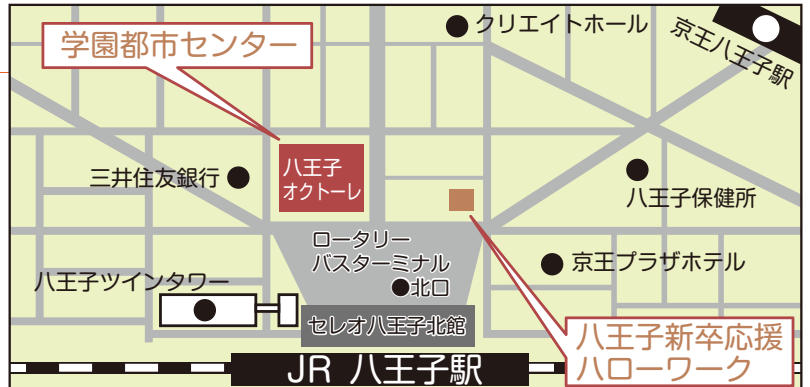 クリエイトホール
京王八王子駅
学園都市センター
八王子
オクトーレ
三井住友銀行
八王子保健所
ロータリー
バスターミナル
北口
京王プラザホテル
八王子ツインタワー
セレオ八王子北館
八王子新卒応援
ハローワーク
JR 八王子駅